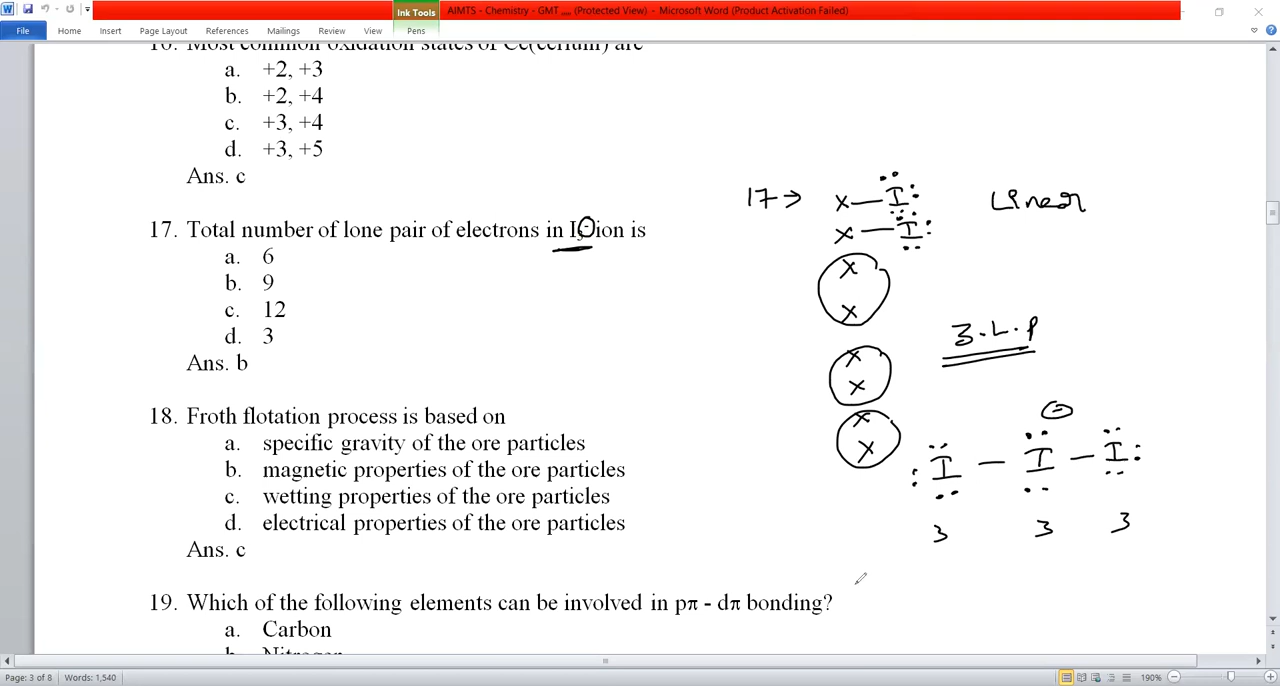 Ink Tools
AIMTS - Chemistry - GMT (Protected View) - Microsoft Word (Product Activation Failed)
File Home Insert Page Layout References Mailings Review View Pens
16. Most common oxidation states of Ce(cerium) are
a. +2, +3
b. +2, +4
c. +3, +4
d. +3, +5
Ans. c
17. Total number of lone pair of electrons in I3- ion is
a. 6
b. 9
c. 12
d. 3
Ans. b
18. Froth flotation process is based on
a. specific gravity of the ore particles
b. magnetic properties of the ore particles
c. wetting properties of the ore particles
d. electrical properties of the ore particles
Ans. c
19. Which of the following elements can be involved in pπ - dπ bonding?
a. Carbon
b. Nitrogen
17 → x — I Linear
x — I
x
x
x
x
3.L.P
x
x
-
I — I — I
3 3 3
Page: 3 of 8 Words: 1,540
190%